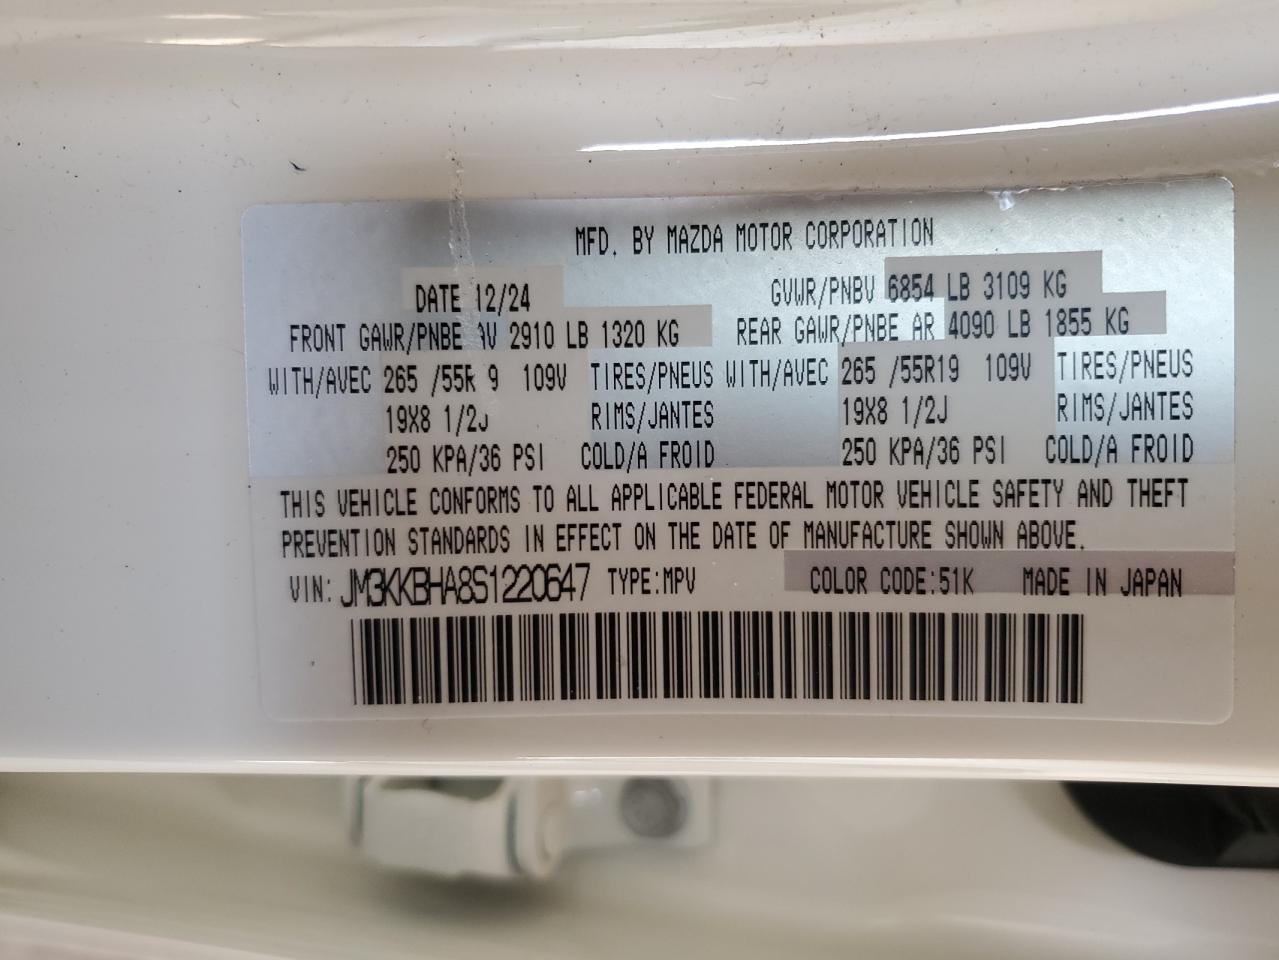 MFD. BY MAZDA MOTOR CORPORATION
DATE 12/24 GVWR/PNBV 6854 LB 3109 KG
FRONT GAWR/PNBE AV 2910 LB 1320 KG REAR GAWR/PNBE AR 4090 LB 1855 KG
WITH/AVEC 265 /55R19 109V TIRES/PNEUS WITH/AVEC 265 /55R19 109V TIRES/PNEUS
19X8 1/2J RIMS/JANTES 19X8 1/2J RIMS/JANTES
250 KPA/36 PSI COLD/A FROID 250 KPA/36 PSI COLD/A FROID
THIS VEHICLE CONFORMS TO ALL APPLICABLE FEDERAL MOTOR VEHICLE SAFETY AND THEFT
PREVENTION STANDARDS IN EFFECT ON THE DATE OF MANUFACTURE SHOWN ABOVE.
VIN: JM3KKBHA8S1220647 TYPE:MPV COLOR CODE:51K MADE IN JAPAN